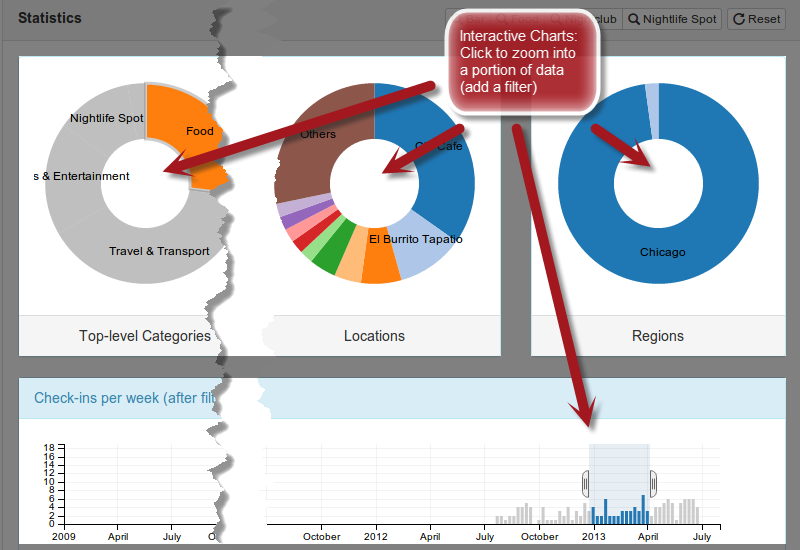 Statistics
club
Nightlife Spot
Reset
Interactive Charts:
Click to zoom into
a portion of data
(add a filter)
Nightlife Spot
Food
s & Entertainment
Travel & Transport
Top-level Categories
Others
Cafe
El Burrito Tapatio
Locations
Chicago
Regions
Check-ins per week (after filt
18
16
14
12
10
8
6
4
2
0
2009
April
July
O
October
2012
April
July
October
2013
April
July